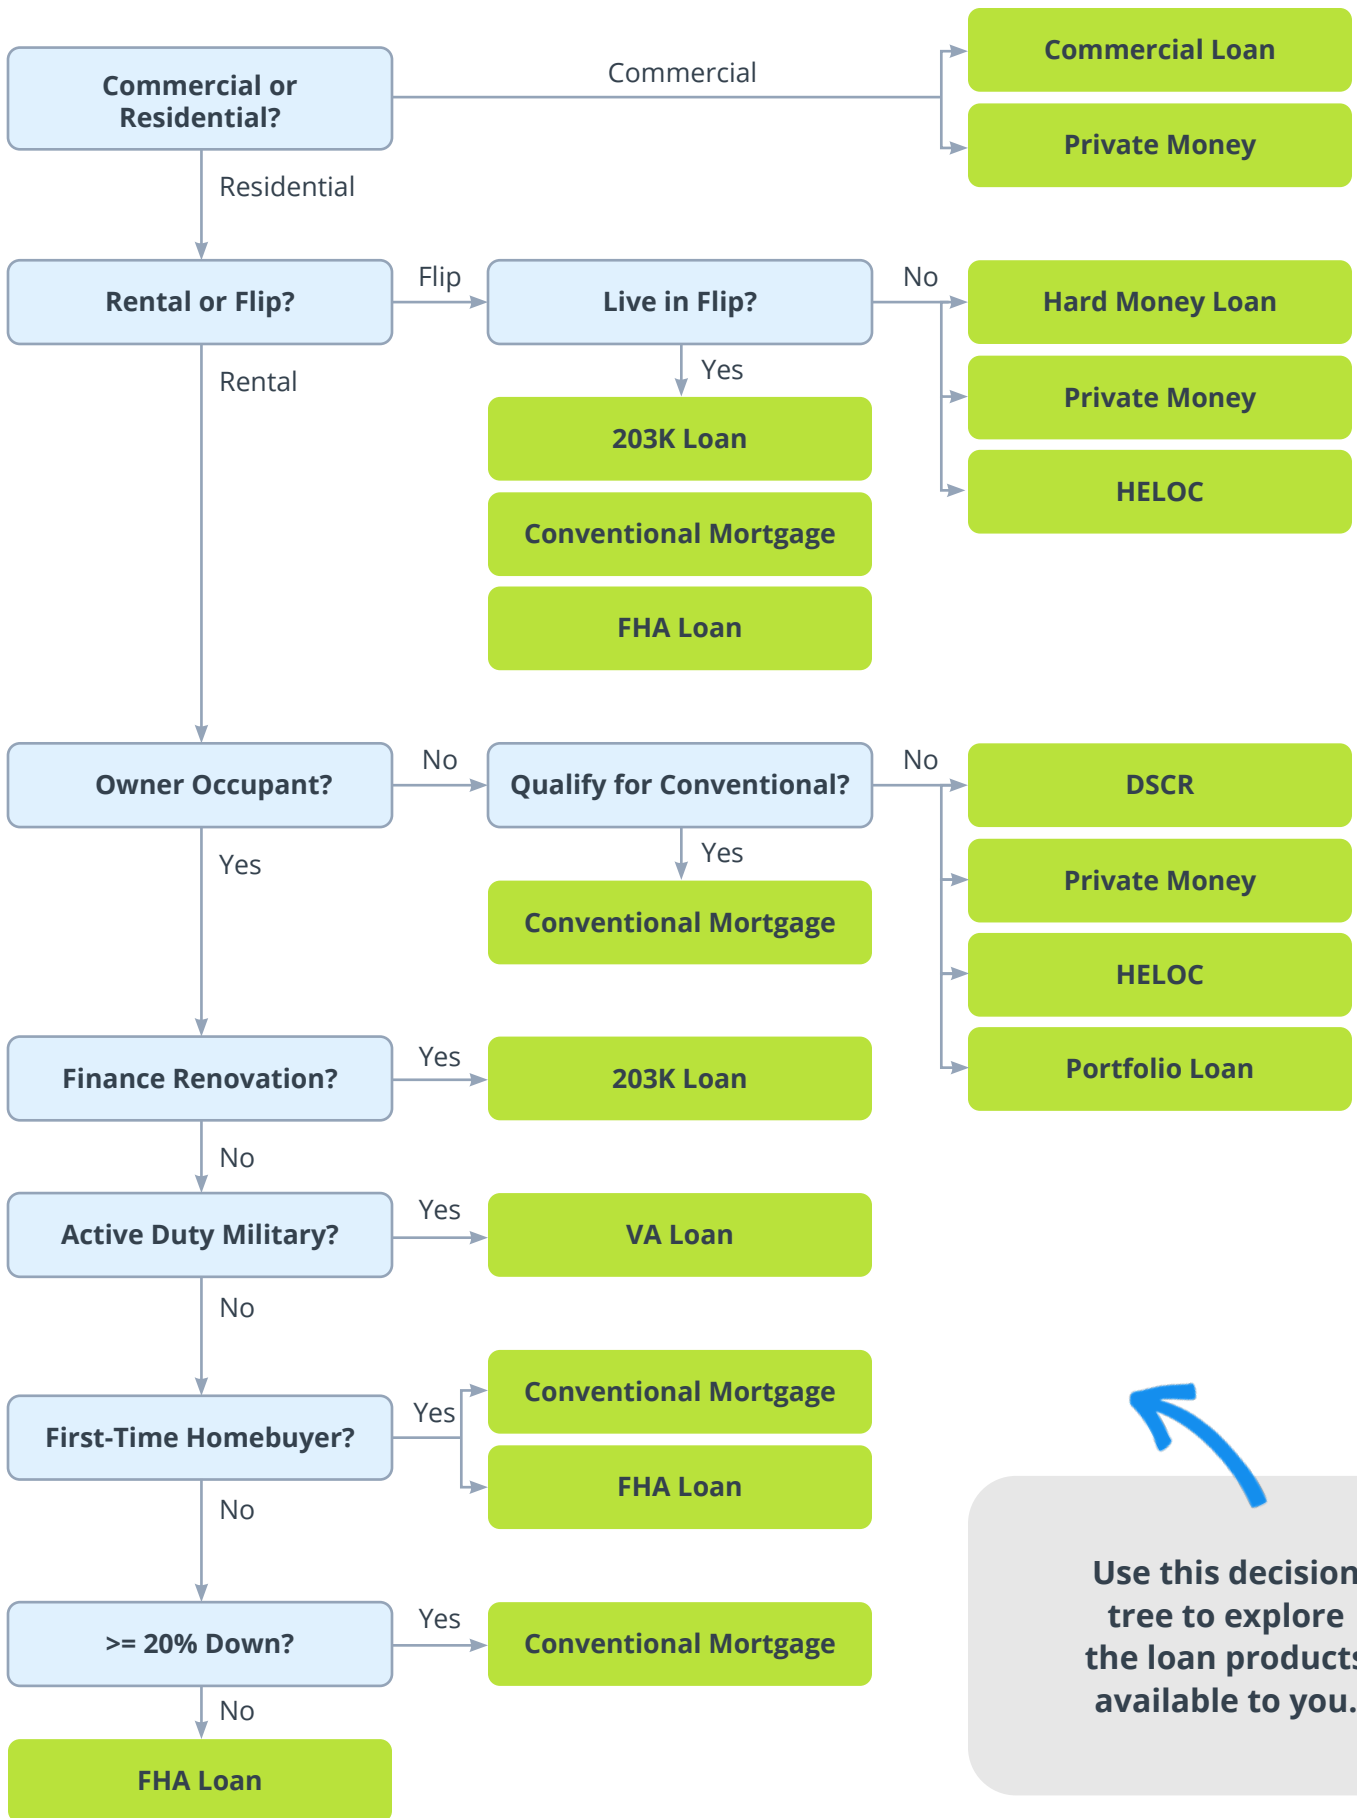 Commercial or
Residential?
Commercial
Commercial Loan
Private Money
Residential
Rental or Flip?
Flip
Live in Flip?
No
Hard Money Loan
Private Money
HELOC
Yes
203K Loan
Conventional Mortgage
FHA Loan
Rental
Owner Occupant?
No
Qualify for Conventional?
No
DSCR
Private Money
HELOC
Portfolio Loan
Yes
Conventional Mortgage
Yes
Finance Renovation?
Yes
203K Loan
No
Active Duty Military?
Yes
VA Loan
No
First-Time Homebuyer?
Yes
Conventional Mortgage
FHA Loan
No
>= 20% Down?
Yes
Conventional Mortgage
No
FHA Loan
Use this decision
tree to explore
the loan products
available to you.